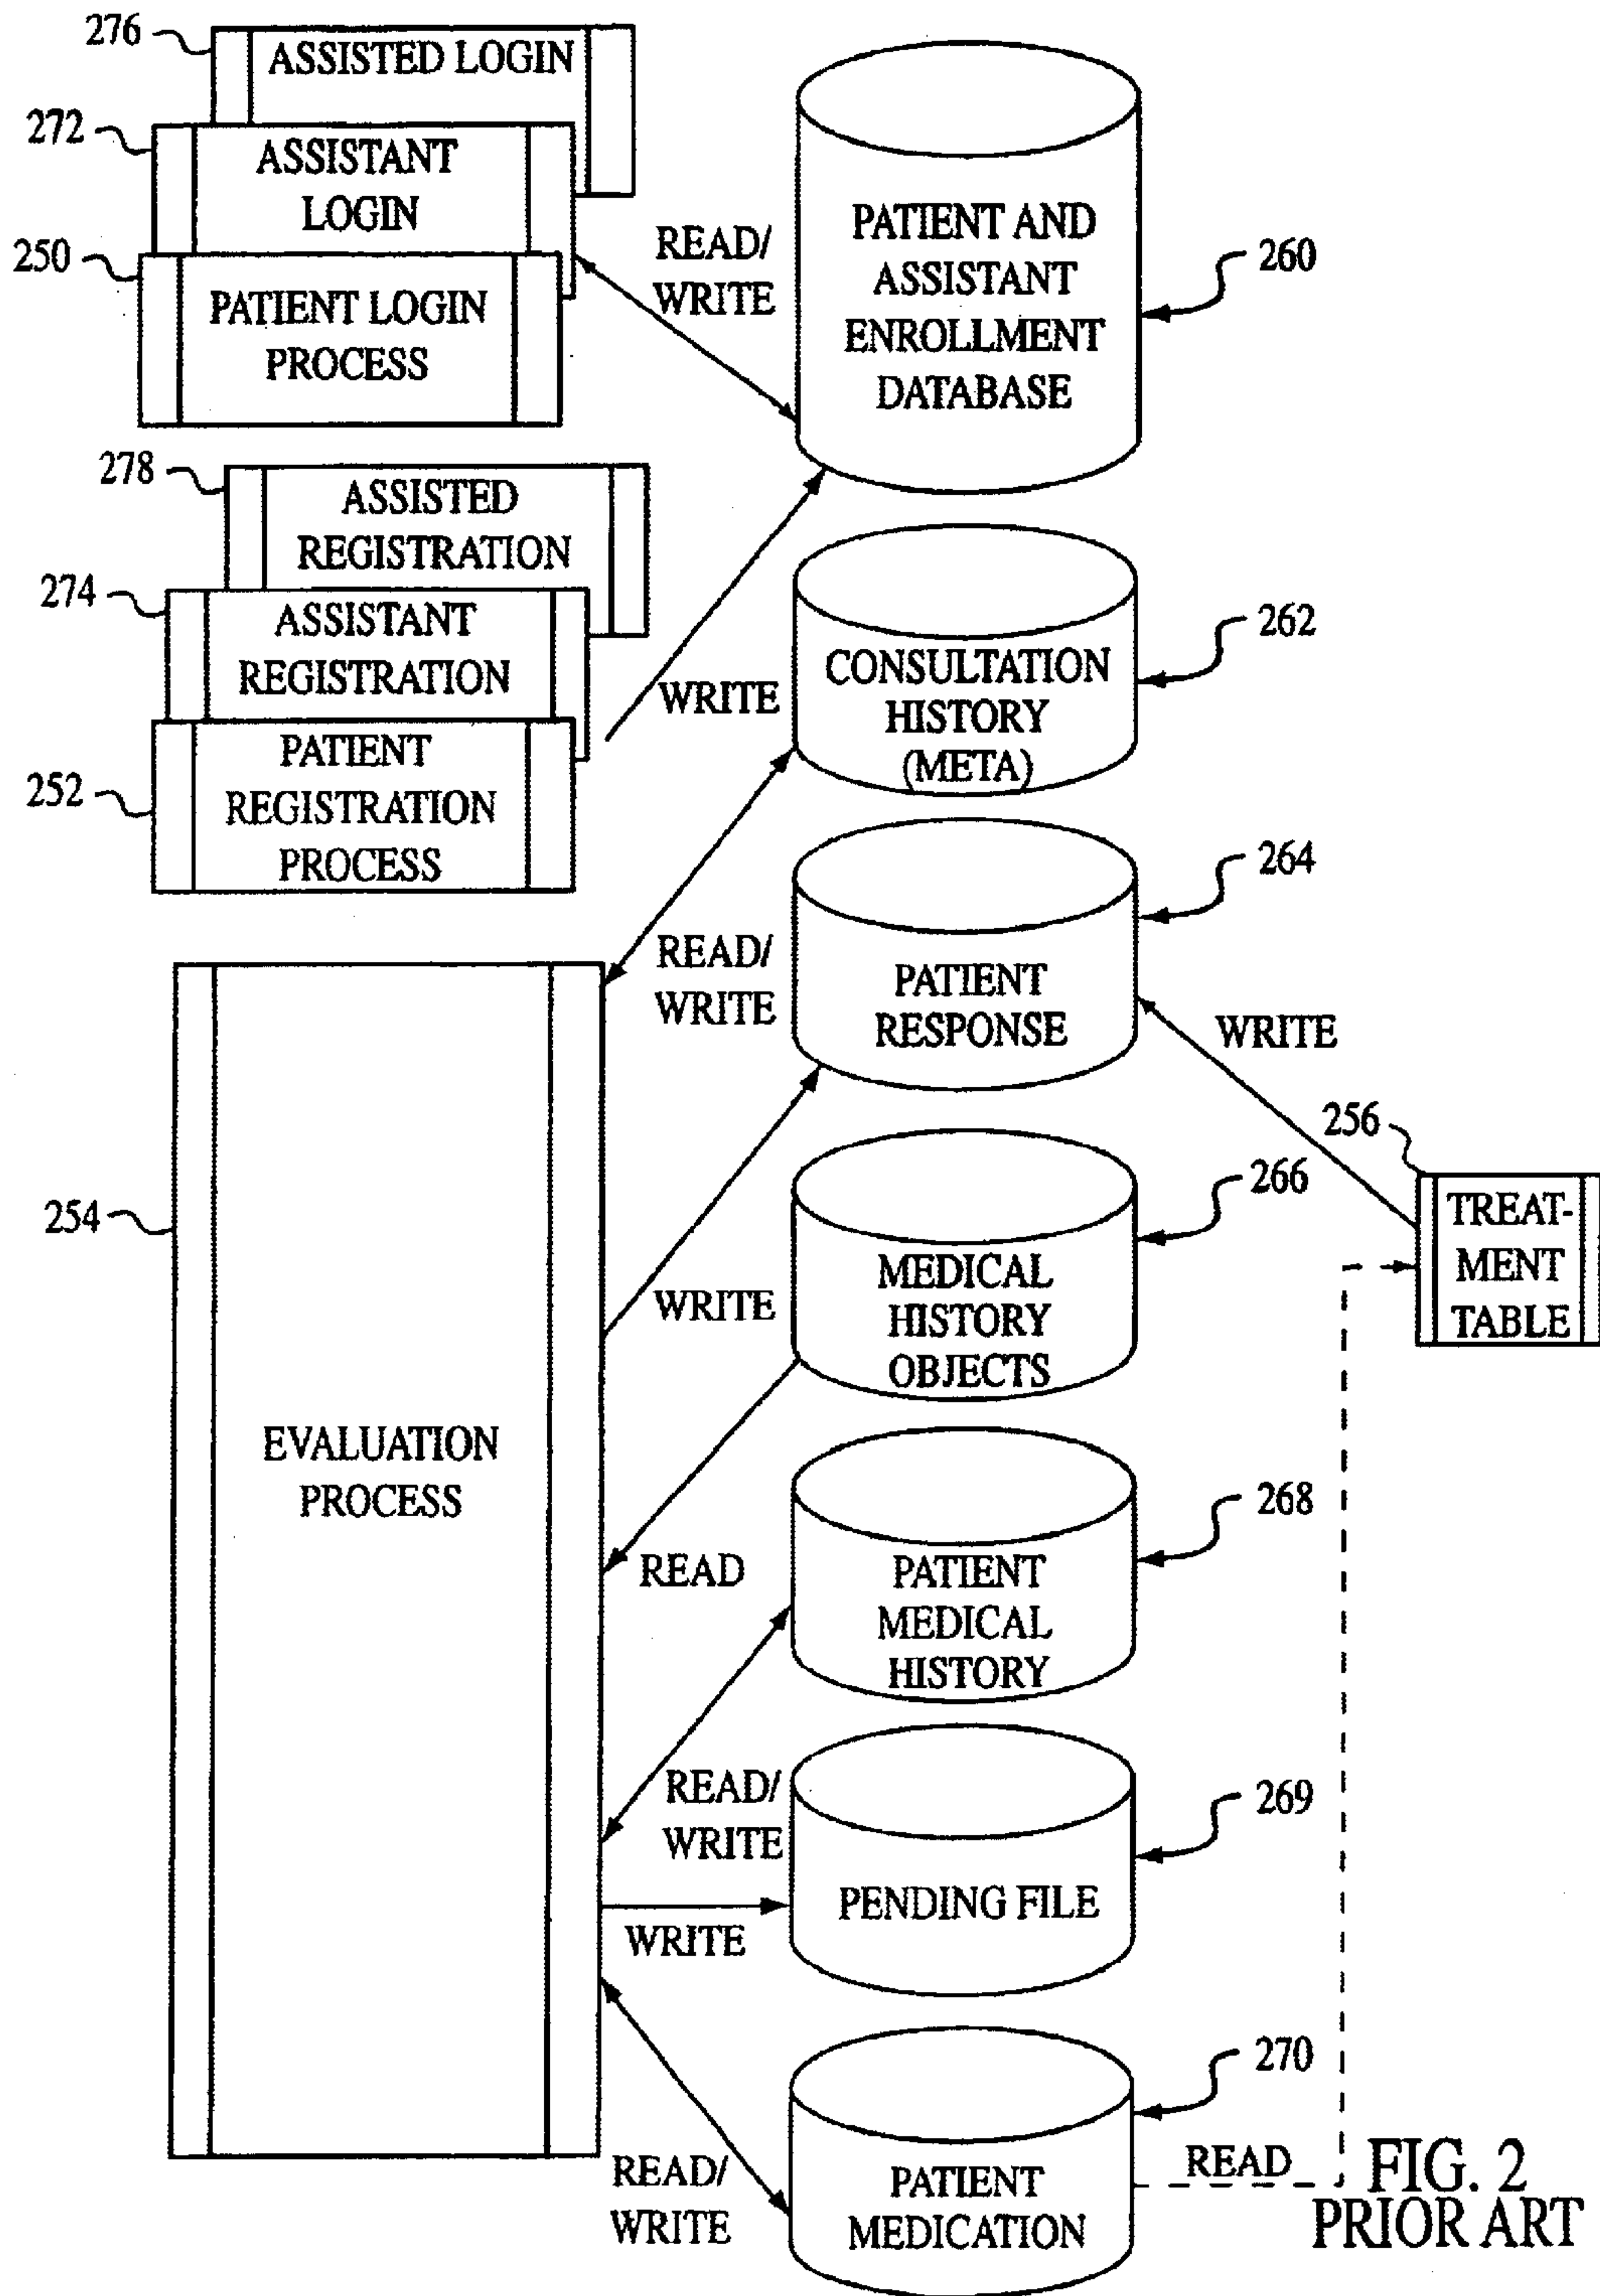 276
ASSISTED LOGIN
272
ASSISTANT
LOGIN
250
PATIENT LOGIN
PROCESS
READ/
WRITE
PATIENT AND
ASSISTANT
ENROLLMENT
DATABASE
260
278
ASSISTED
REGISTRATION
274
ASSISTANT
REGISTRATION
252
PATIENT
REGISTRATION
PROCESS
WRITE
CONSULTATION
HISTORY
(META)
262
READ/
WRITE
PATIENT
RESPONSE
264
WRITE
256
TREAT-
MENT
TABLE
254
EVALUATION
PROCESS
WRITE
MEDICAL
HISTORY
OBJECTS
266
READ
PATIENT
MEDICAL
HISTORY
268
READ/
WRITE
PENDING FILE
269
WRITE
READ/
WRITE
PATIENT
MEDICATION
270
READ
FIG. 2
PRIOR ART